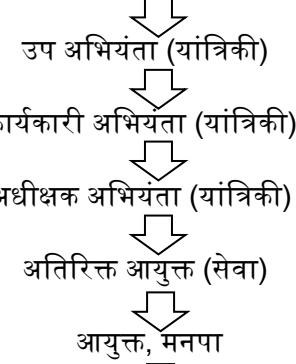 उप अभियंता (यांत्रिकी)
कार्यकारी अभियंता (यांत्रिकी)
अधीक्षक अभियंता (यांत्रिकी)
अतिरिक्त आयुक्त (सेवा)
आयुक्त, मनपा